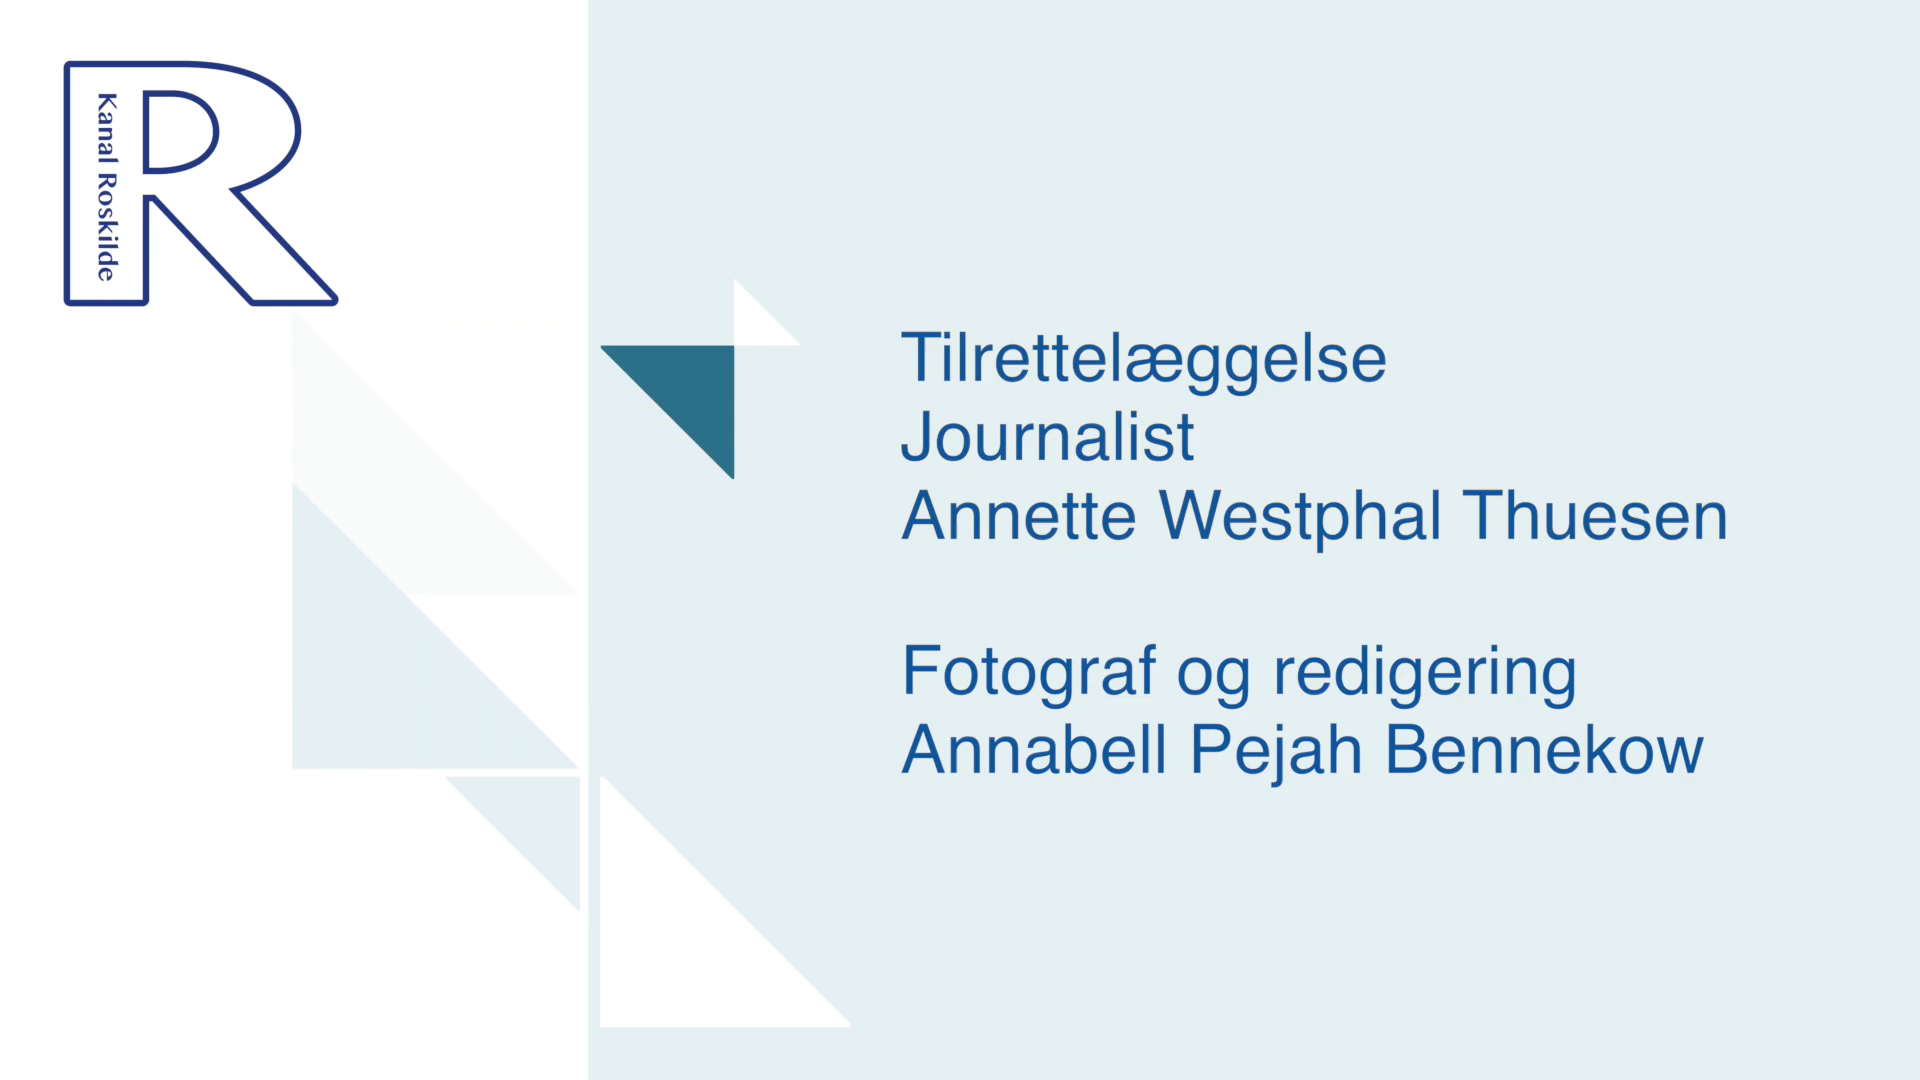 Kanal Roskilde
Tilrettelæggelse
Journalist
Annette Westphal Thuesen
Fotograf og redigering
Annabell Pejah Bennekow